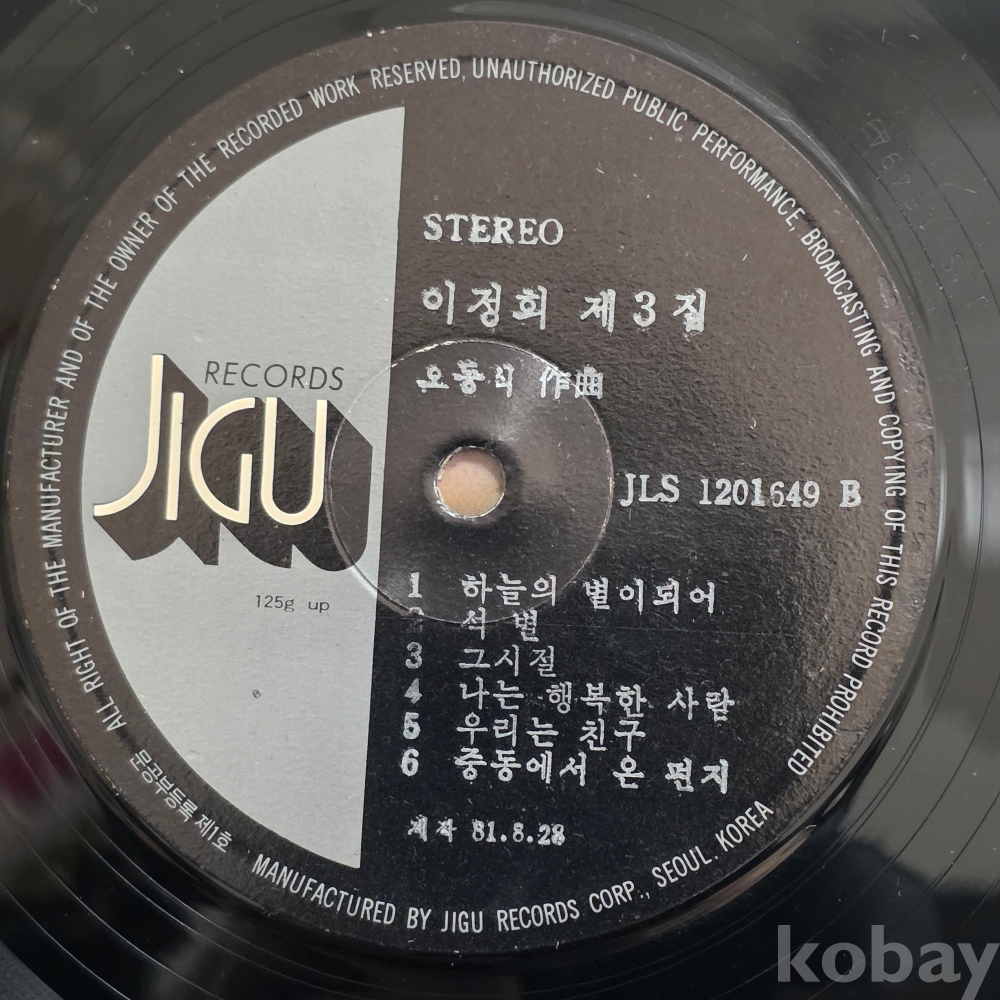 ALL RIGHT OF THE MANUFACTURER AND OF THE OWNER OF THE RECORDED WORK RESERVED, UNAUTHORIZED PUBLIC PERFORMANCE, BROADCASTING AND COPYING OF THIS RECORD PROHIBITED
STEREO
이정희 제3집
RECORDS
JIGU
오동식 作曲
JLS 1201649 B
125g up
1 하늘의 별이되어
2 석별
3 그시절
4 나는 행복한 사람
5 우리는 친구
6 중동에서 온 편지
제작 81.8.28
문공부등록 제1호
MANUFACTURED BY JIGU RECORDS CORP., SEOUL. KOREA
kobay